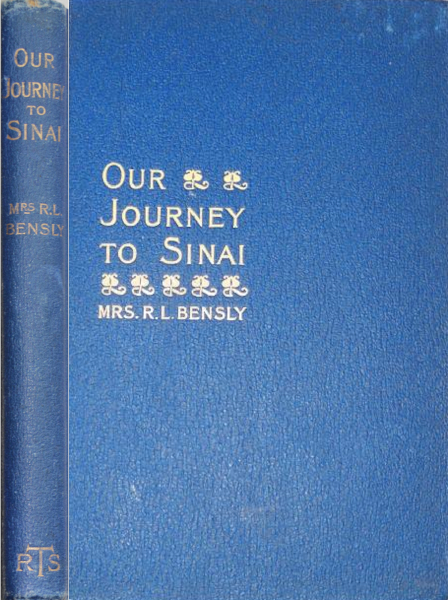 OUR
JOURNEY
TO
SINAI
MRS. R.L.
BENSLY
RTS
OUR
JOURNEY
TO SINAI
MRS. R.L. BENSLY